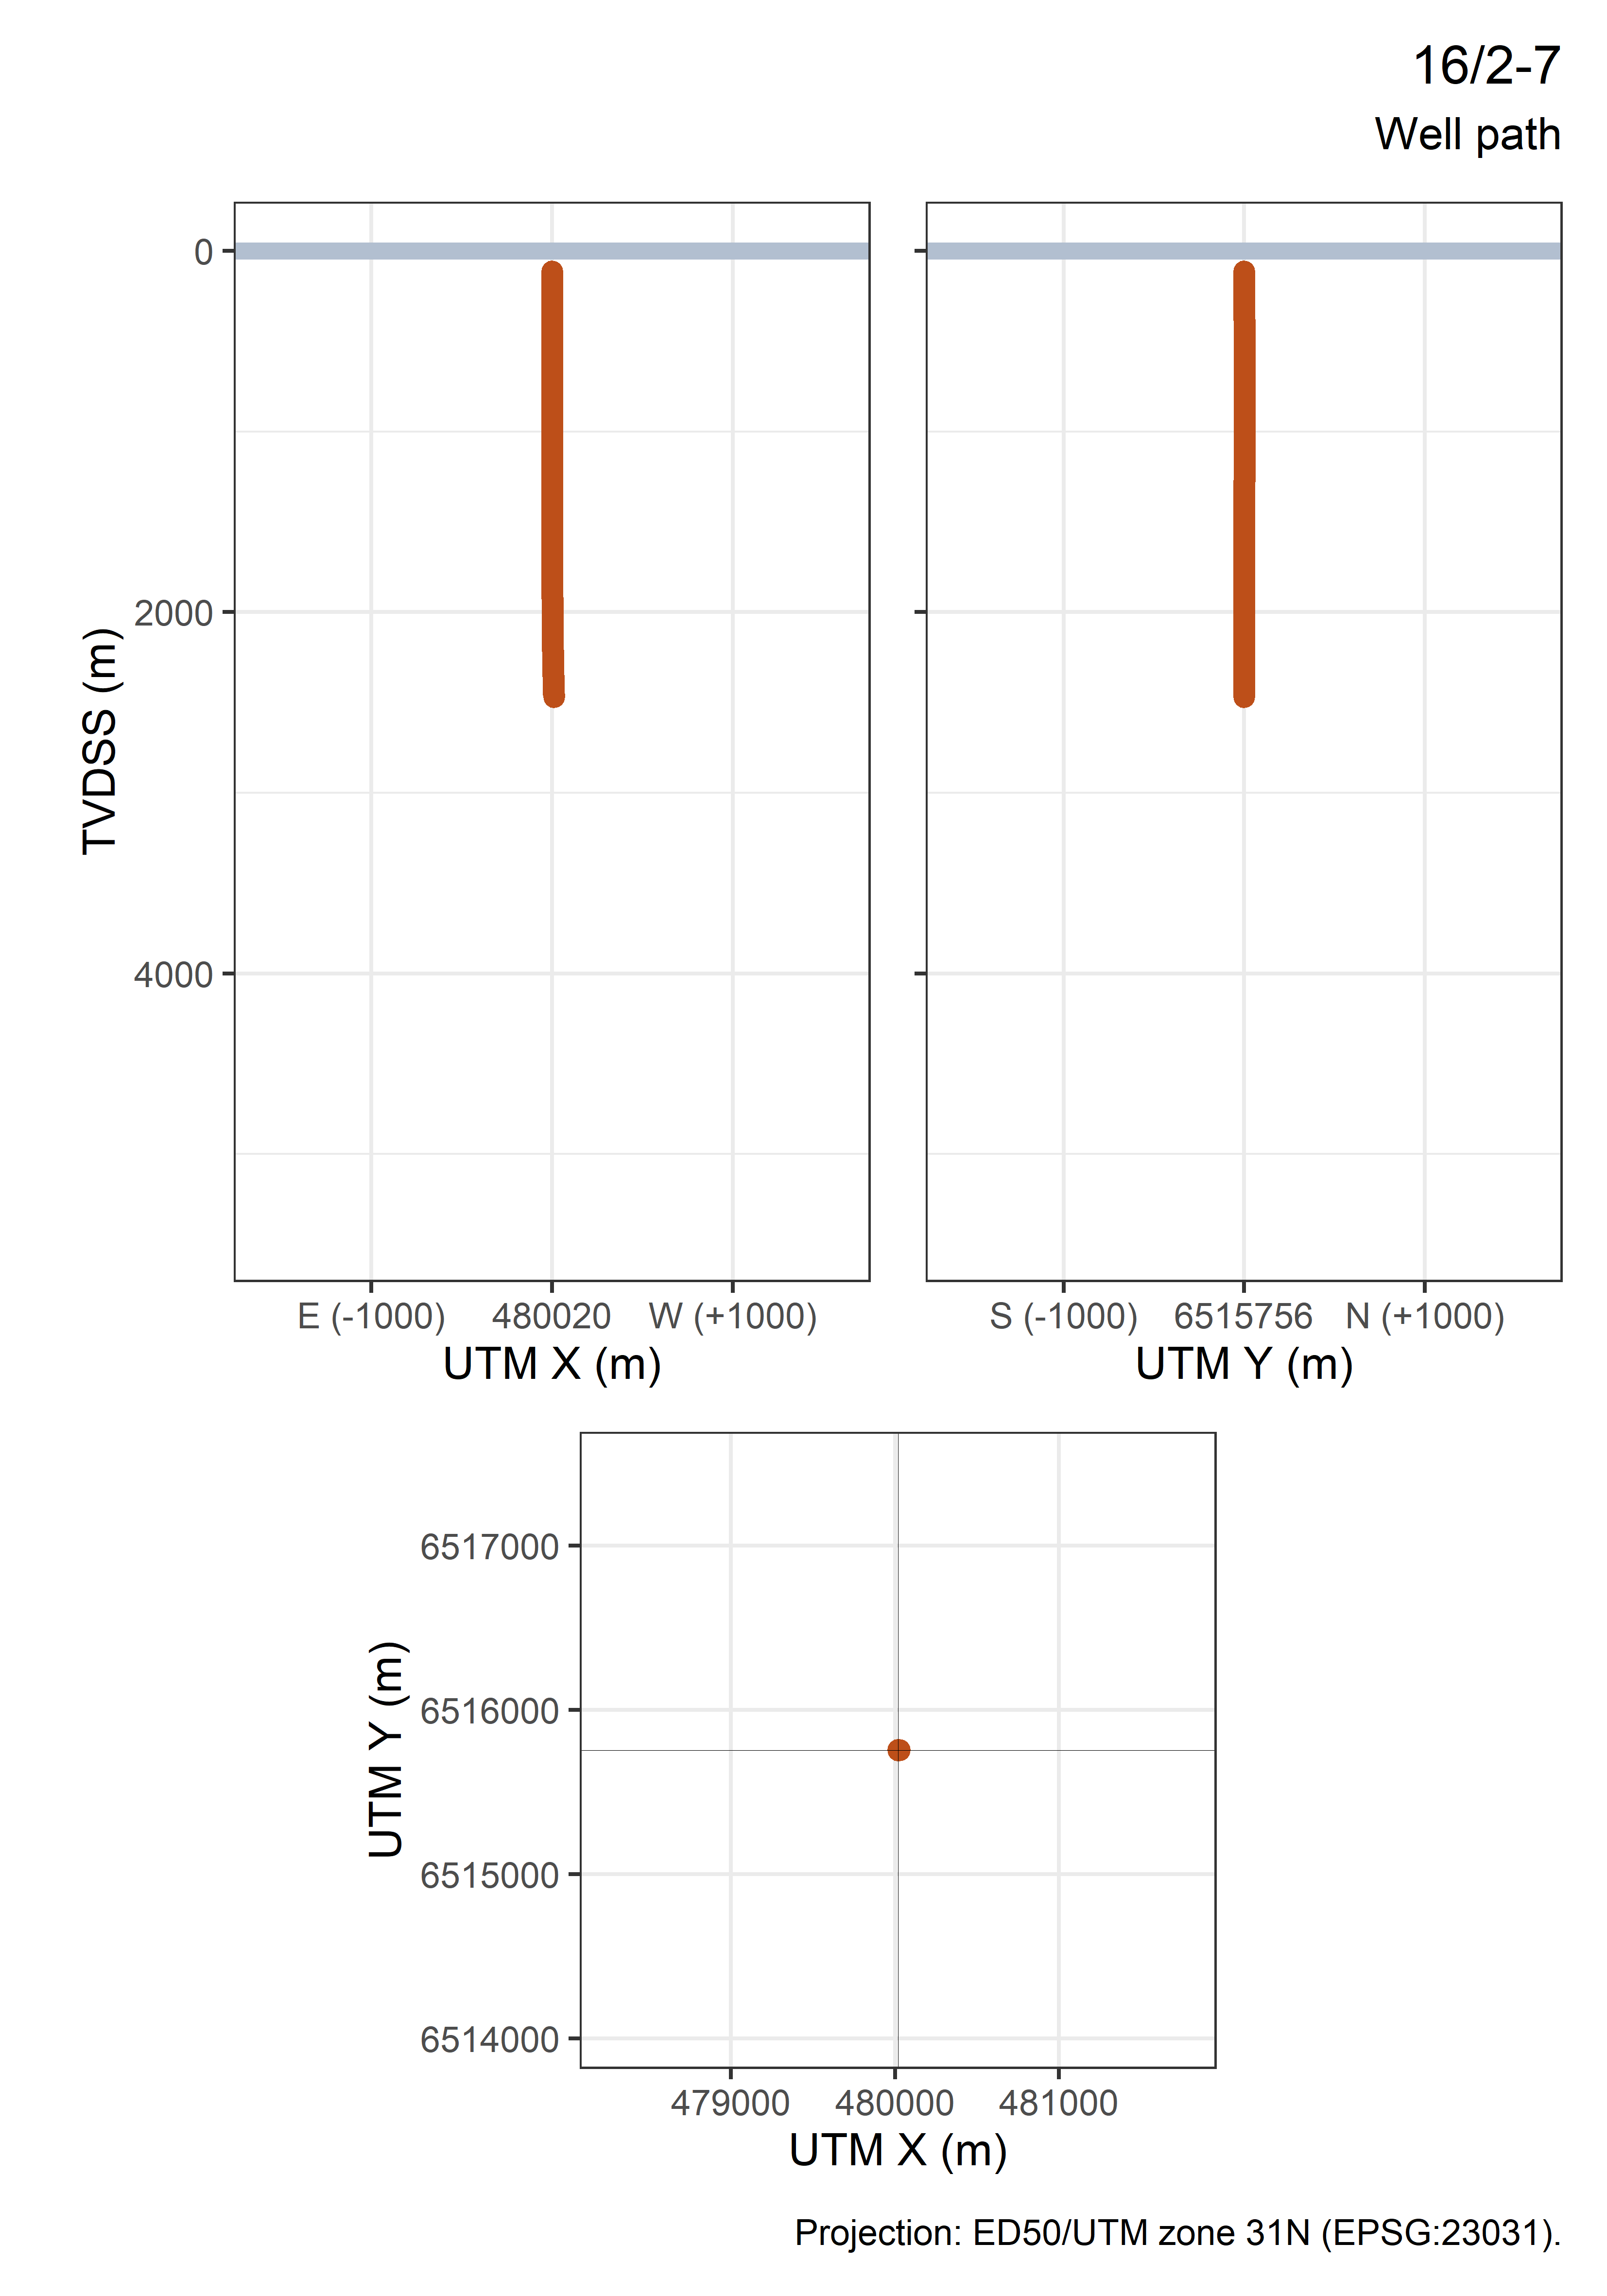 16/2-7
Well path
TVDSS (m)
0
2000
4000
E (-1000) 480020 W (+1000)
UTM X (m)
S (-1000) 6515756 N (+1000)
UTM Y (m)
UTM Y (m)
6517000
6516000
6515000
6514000
479000 480000 481000
UTM X (m)
Projection: ED50/UTM zone 31N (EPSG:23031).